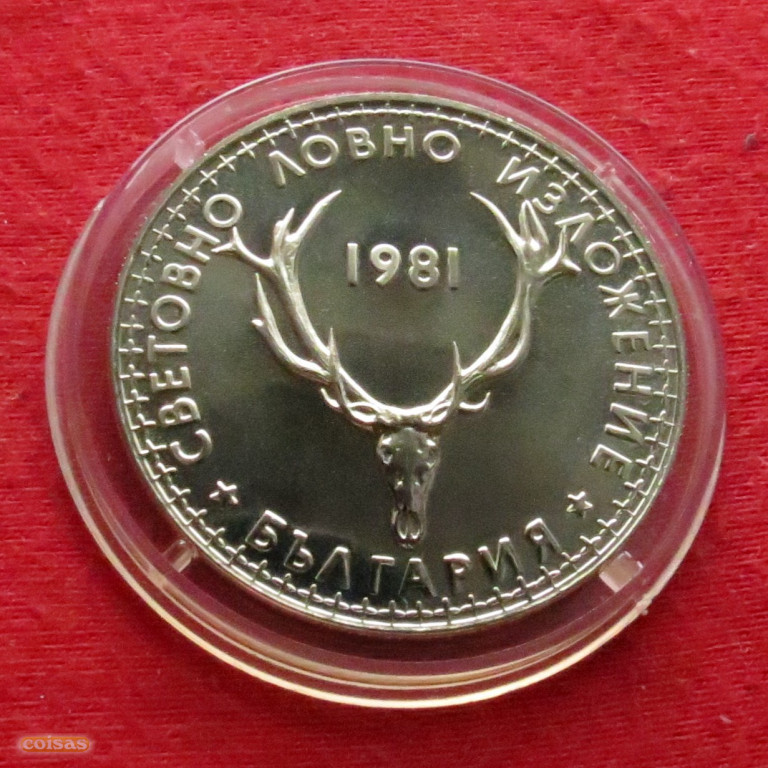 СВЕТОВНО ЛОВНО ИЗЛОЖЕНИЕ
1981
БЪЛГАРИЯ
coisas